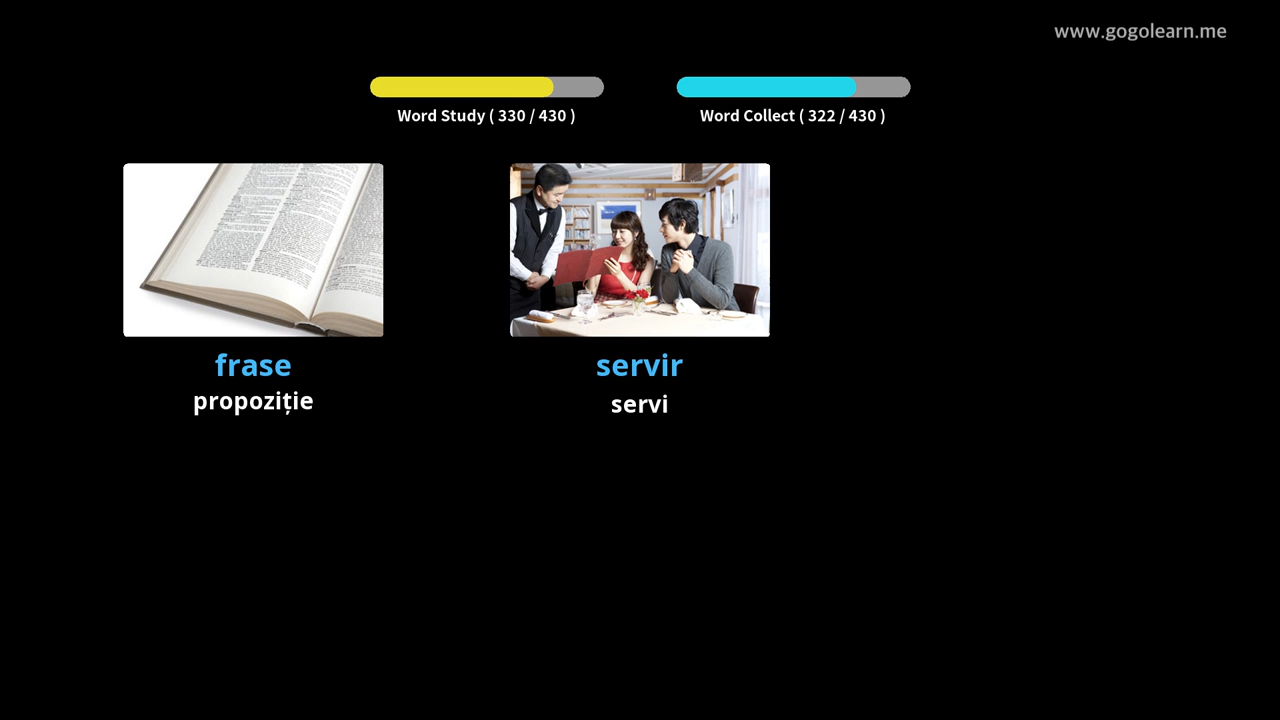 www.gogolearn.me
Word Study ( 330 / 430 )
Word Collect ( 322 / 430 )
frase
propoziție
servir
servi